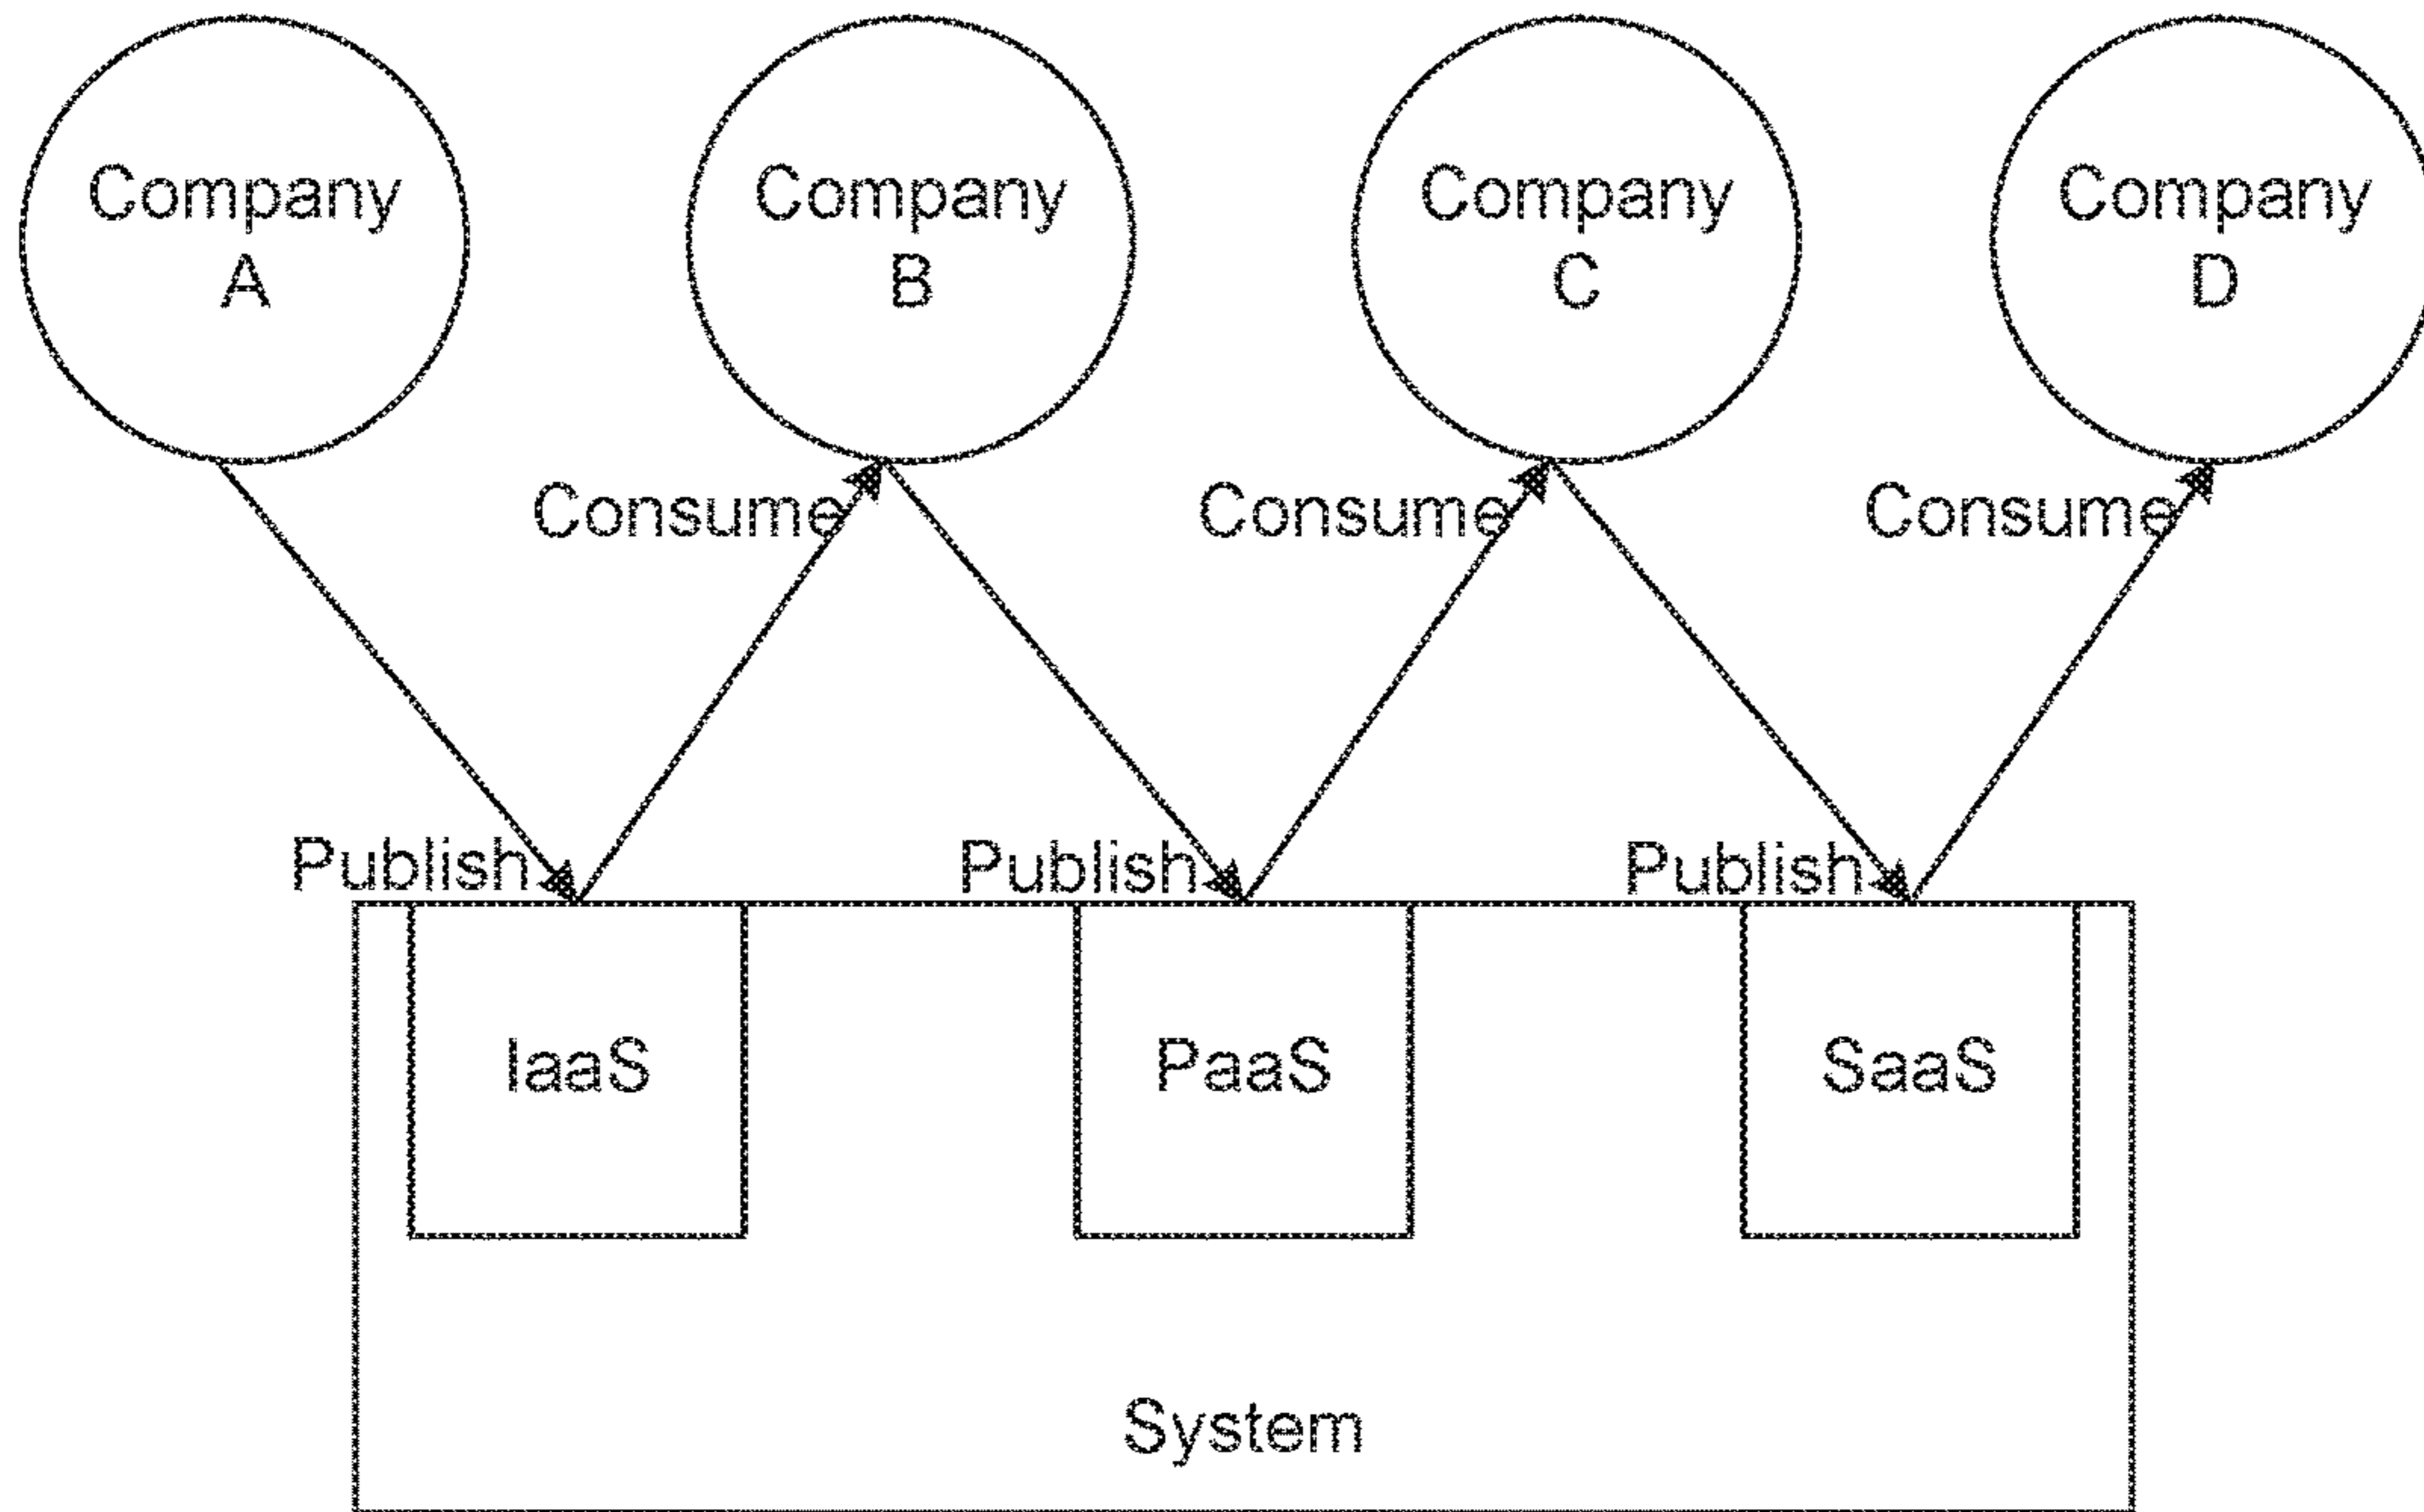 Company
A
Company
B
Company
C
Company
D
Consume
Consume
Consume
Publish
Publish
Publish
IaaS
PaaS
SaaS
System